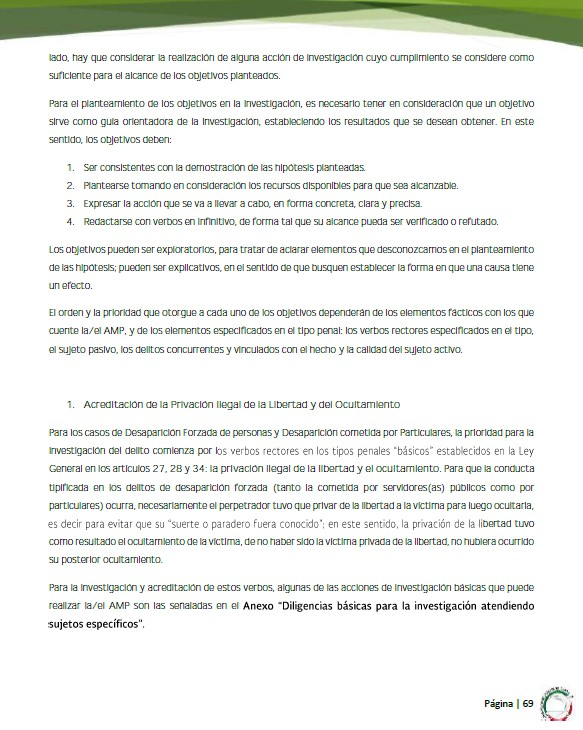 lado, hay que considerar la realización de alguna acción de investigación cuyo cumplimiento se considere como
suficiente para el alcance de los objetivos planteados.
Para el planteamiento de los objetivos en la investigación, es necesario tener en consideración que un objetivo
sirve como guía orientadora de la investigación, estableciendo los resultados que se desean obtener. En este
sentido, los objetivos deben:
1. Ser consistentes con la demostración de las hipótesis planteadas.
2. Plantearse tomando en consideración los recursos disponibles para que sea alcanzable.
3. Expresar la acción que se va a llevar a cabo, en forma concreta, clara y precisa.
4. Redactarse con verbos en infinitivo, de forma tal que su alcance pueda ser verificado o refutado.
Los objetivos pueden ser exploratorios, para tratar de aclarar elementos que desconozcamos en el planteamiento
de las hipótesis; pueden ser explicativos, en el sentido de que busquen establecer la forma en que una causa tiene
un efecto.
El orden y la prioridad que otorgue a cada uno de los objetivos dependerán de los elementos fácticos con los que
cuente la/el AMP, y de los elementos especificados en el tipo penal: los verbos rectores especificados en el tipo,
el sujeto pasivo, los delitos concurrentes y vinculados con el hecho y la calidad del sujeto activo.
1. Acreditación de la Privación Ilegal de la Libertad y del Ocultamiento
Para los casos de Desaparición Forzada de personas y Desaparición cometida por Particulares, la prioridad para la
investigación del delito comienza por los verbos rectores en los tipos penales “básicos” establecidos en la Ley
General en los artículos 27, 28 y 34: la privación ilegal de la libertad y el ocultamiento. Para que la conducta
tipificada en los delitos de desaparición forzada (tanto la cometida por servidores(as) públicos como por
particulares) ocurra, necesariamente el perpetrador tuvo que privar de la libertad a la víctima para luego ocultarla,
es decir para evitar que su “suerte o paradero fuera conocido”; en este sentido, la privación de la libertad tuvo
como resultado el ocultamiento de la víctima, de no haber sido la víctima privada de la libertad, no hubiera ocurrido
su posterior ocultamiento.
Para la investigación y acreditación de estos verbos, algunas de las acciones de investigación básicas que puede
realizar la/el AMP son las señaladas en el Anexo “Diligencias básicas para la investigación atendiendo
sujetos específicos”.
Página | 69